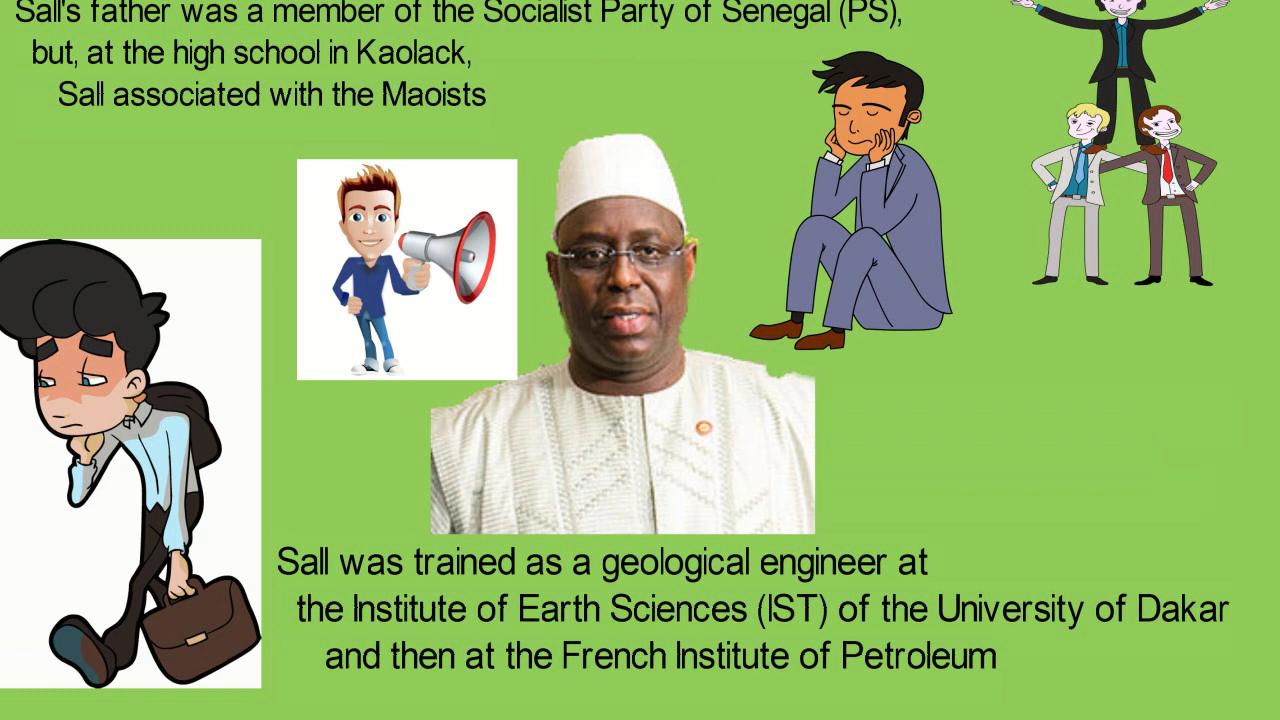 Sall's father was a member of the Socialist Party of Senegal (PS),
but, at the high school in Kaolack,
Sall associated with the Maoists
Sall was trained as a geological engineer at
the Institute of Earth Sciences (IST) of the University of Dakar
and then at the French Institute of Petroleum